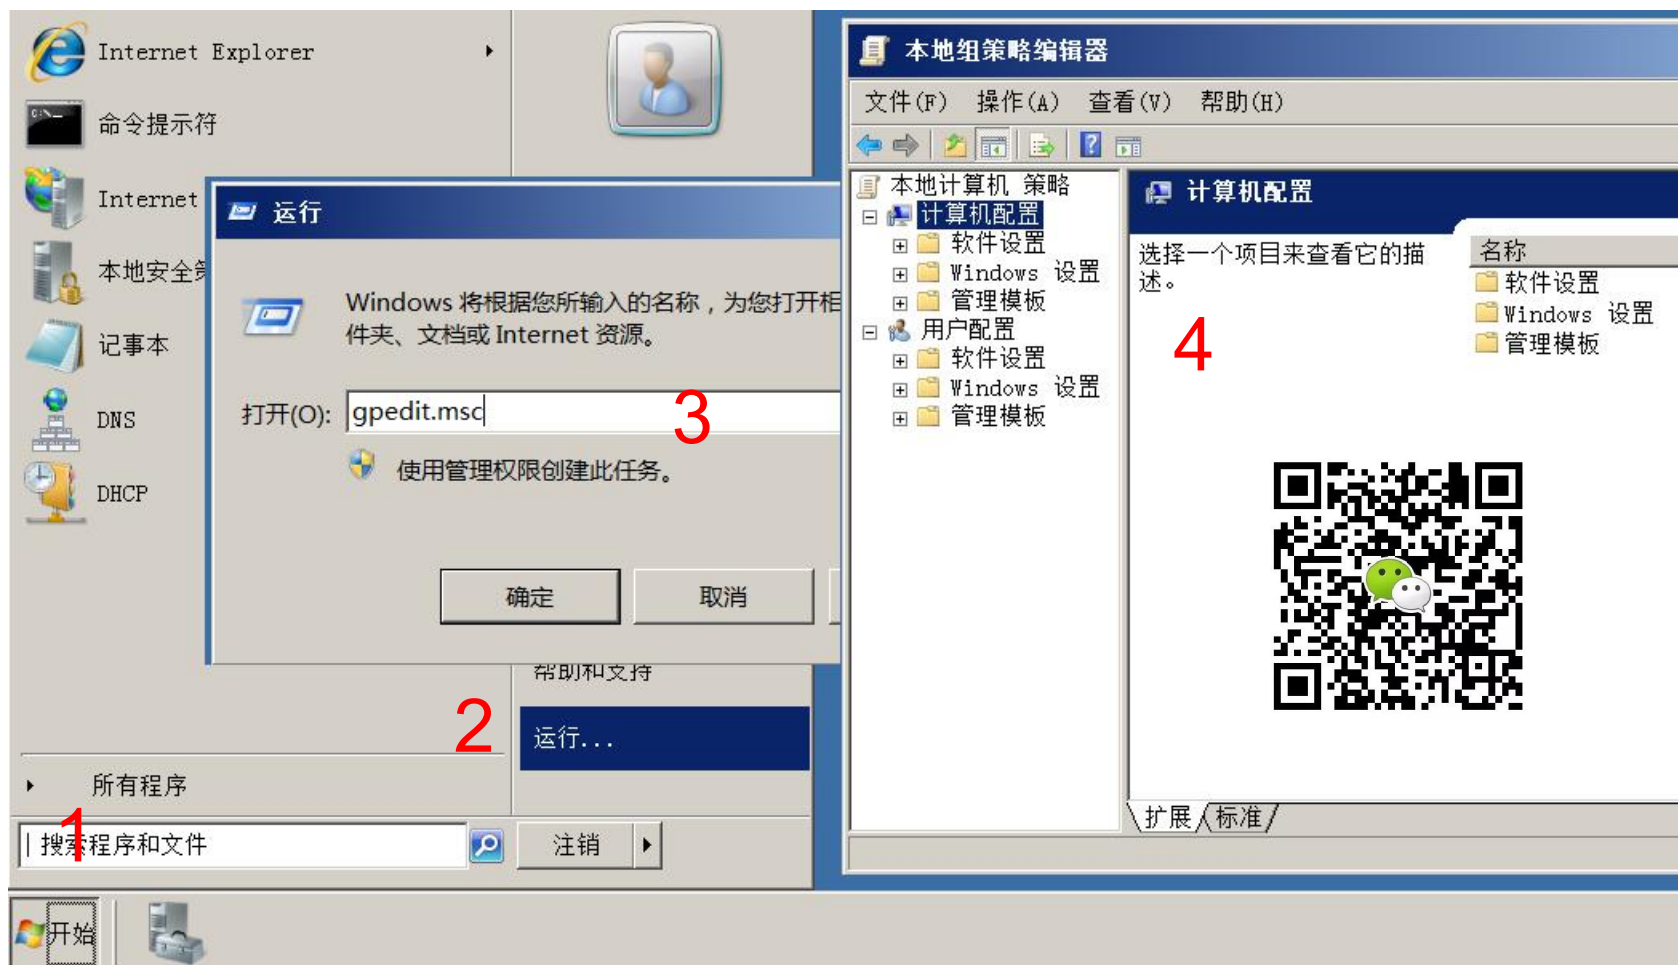 Internet Explorer
命令提示符
Internet
本地安全
记事本
DNS
DHCP
所有程序
1
搜索程序和文件
注销
开始
帮助和支持
2
运行...
运行
Windows 将根据您所输入的名称，为您打开相
件夹、文档或 Internet 资源。
打开(O):
gpedit.msc
3
使用管理权限创建此任务。
确定
取消
本地组策略编辑器
文件(F) 操作(A) 查看(V) 帮助(H)
本地计算机 策略
计算机配置
软件设置
Windows 设置
管理模板
用户配置
软件设置
Windows 设置
管理模板
计算机配置
选择一个项目来查看它的描
述。
4
名称
软件设置
Windows 设置
管理模板
扩展 标准